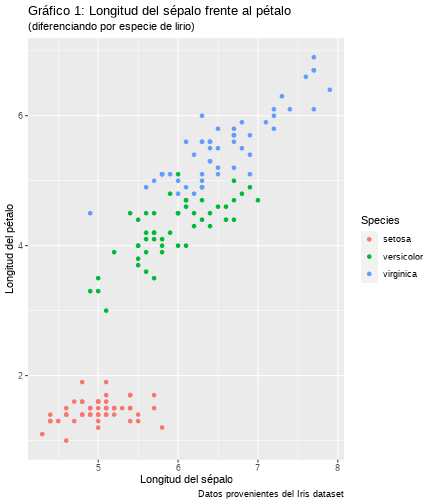 Gráfico 1: Longitud del sépalo frente al pétalo
(diferenciando por especie de lirio)
Longitud del pétalo
6
4
2
5
6
7
8
Longitud del sépalo
Species
setosa
versicolor
virginica
Datos provenientes del Iris dataset